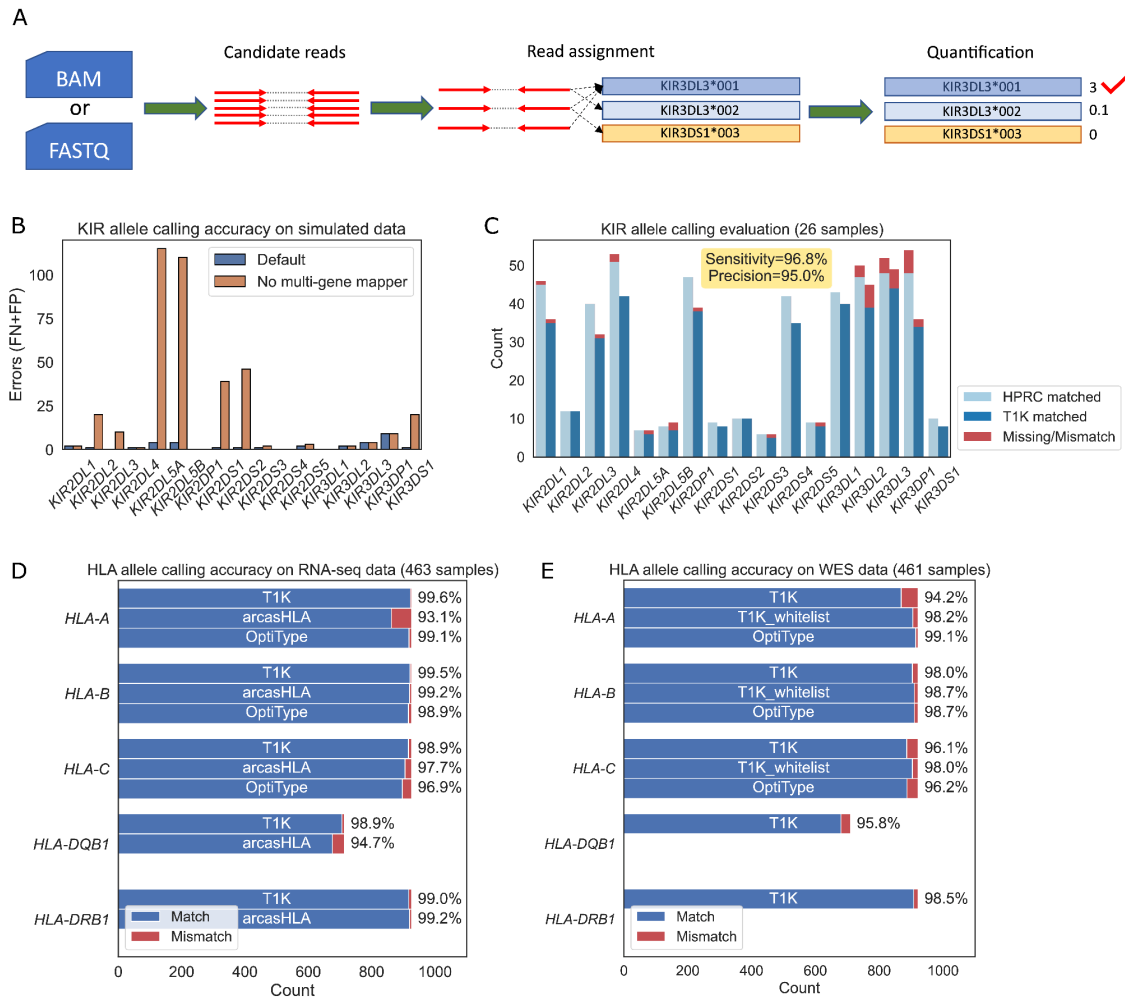 A
Candidate reads
Read assignment
Quantification
BAM
or
FASTQ
KIR3DL3*001
KIR3DL3*002
KIR3DS1*003
KIR3DL3*001
3
KIR3DL3*002
0.1
KIR3DS1*003
0
B
KIR allele calling accuracy on simulated data
Errors (FN+FP)
100
75
50
25
0
Default
No multi-gene mapper
KIR2DL1
KIR2DL2
KIR2DL3
KIR2DL4
KIR2DL5A
KIR2DL5B
KIR2DP1
KIR2DS1
KIR2DS2
KIR2DS3
KIR2DS4
KIR2DS5
KIR3DL1
KIR3DL2
KIR3DL3
KIR3DP1
KIR3DS1
C
KIR allele calling evaluation (26 samples)
Sensitivity=96.8%
Precision=95.0%
Count
50
40
30
20
10
0
HPRC matched
T1K matched
Missing/Mismatch
KIR2DL1
KIR2DL2
KIR2DL3
KIR2DL4
KIR2DL5A
KIR2DL5B
KIR2DP1
KIR2DS1
KIR2DS2
KIR2DS3
KIR2DS4
KIR2DS5
KIR3DL1
KIR3DL2
KIR3DL3
KIR3DP1
KIR3DS1
D
HLA allele calling accuracy on RNA-seq data (463 samples)
HLA-A
T1K 99.6%
arcasHLA 93.1%
OptiType 99.1%
HLA-B
T1K 99.5%
arcasHLA 99.2%
OptiType 98.9%
HLA-C
T1K 98.9%
arcasHLA 97.7%
OptiType 96.9%
HLA-DQB1
T1K 98.9%
arcasHLA 94.7%
HLA-DRB1
T1K 99.0%
arcasHLA 99.2%
Match
Mismatch
0 200 400 600 800 1000
Count
E
HLA allele calling accuracy on WES data (461 samples)
HLA-A
T1K 94.2%
T1K_whitelist 98.2%
OptiType 99.1%
HLA-B
T1K 98.0%
T1K_whitelist 98.7%
OptiType 98.7%
HLA-C
T1K 96.1%
T1K_whitelist 98.0%
OptiType 96.2%
HLA-DQB1
T1K 95.8%
HLA-DRB1
T1K 98.5%
Match
Mismatch
0 200 400 600 800 1000
Count